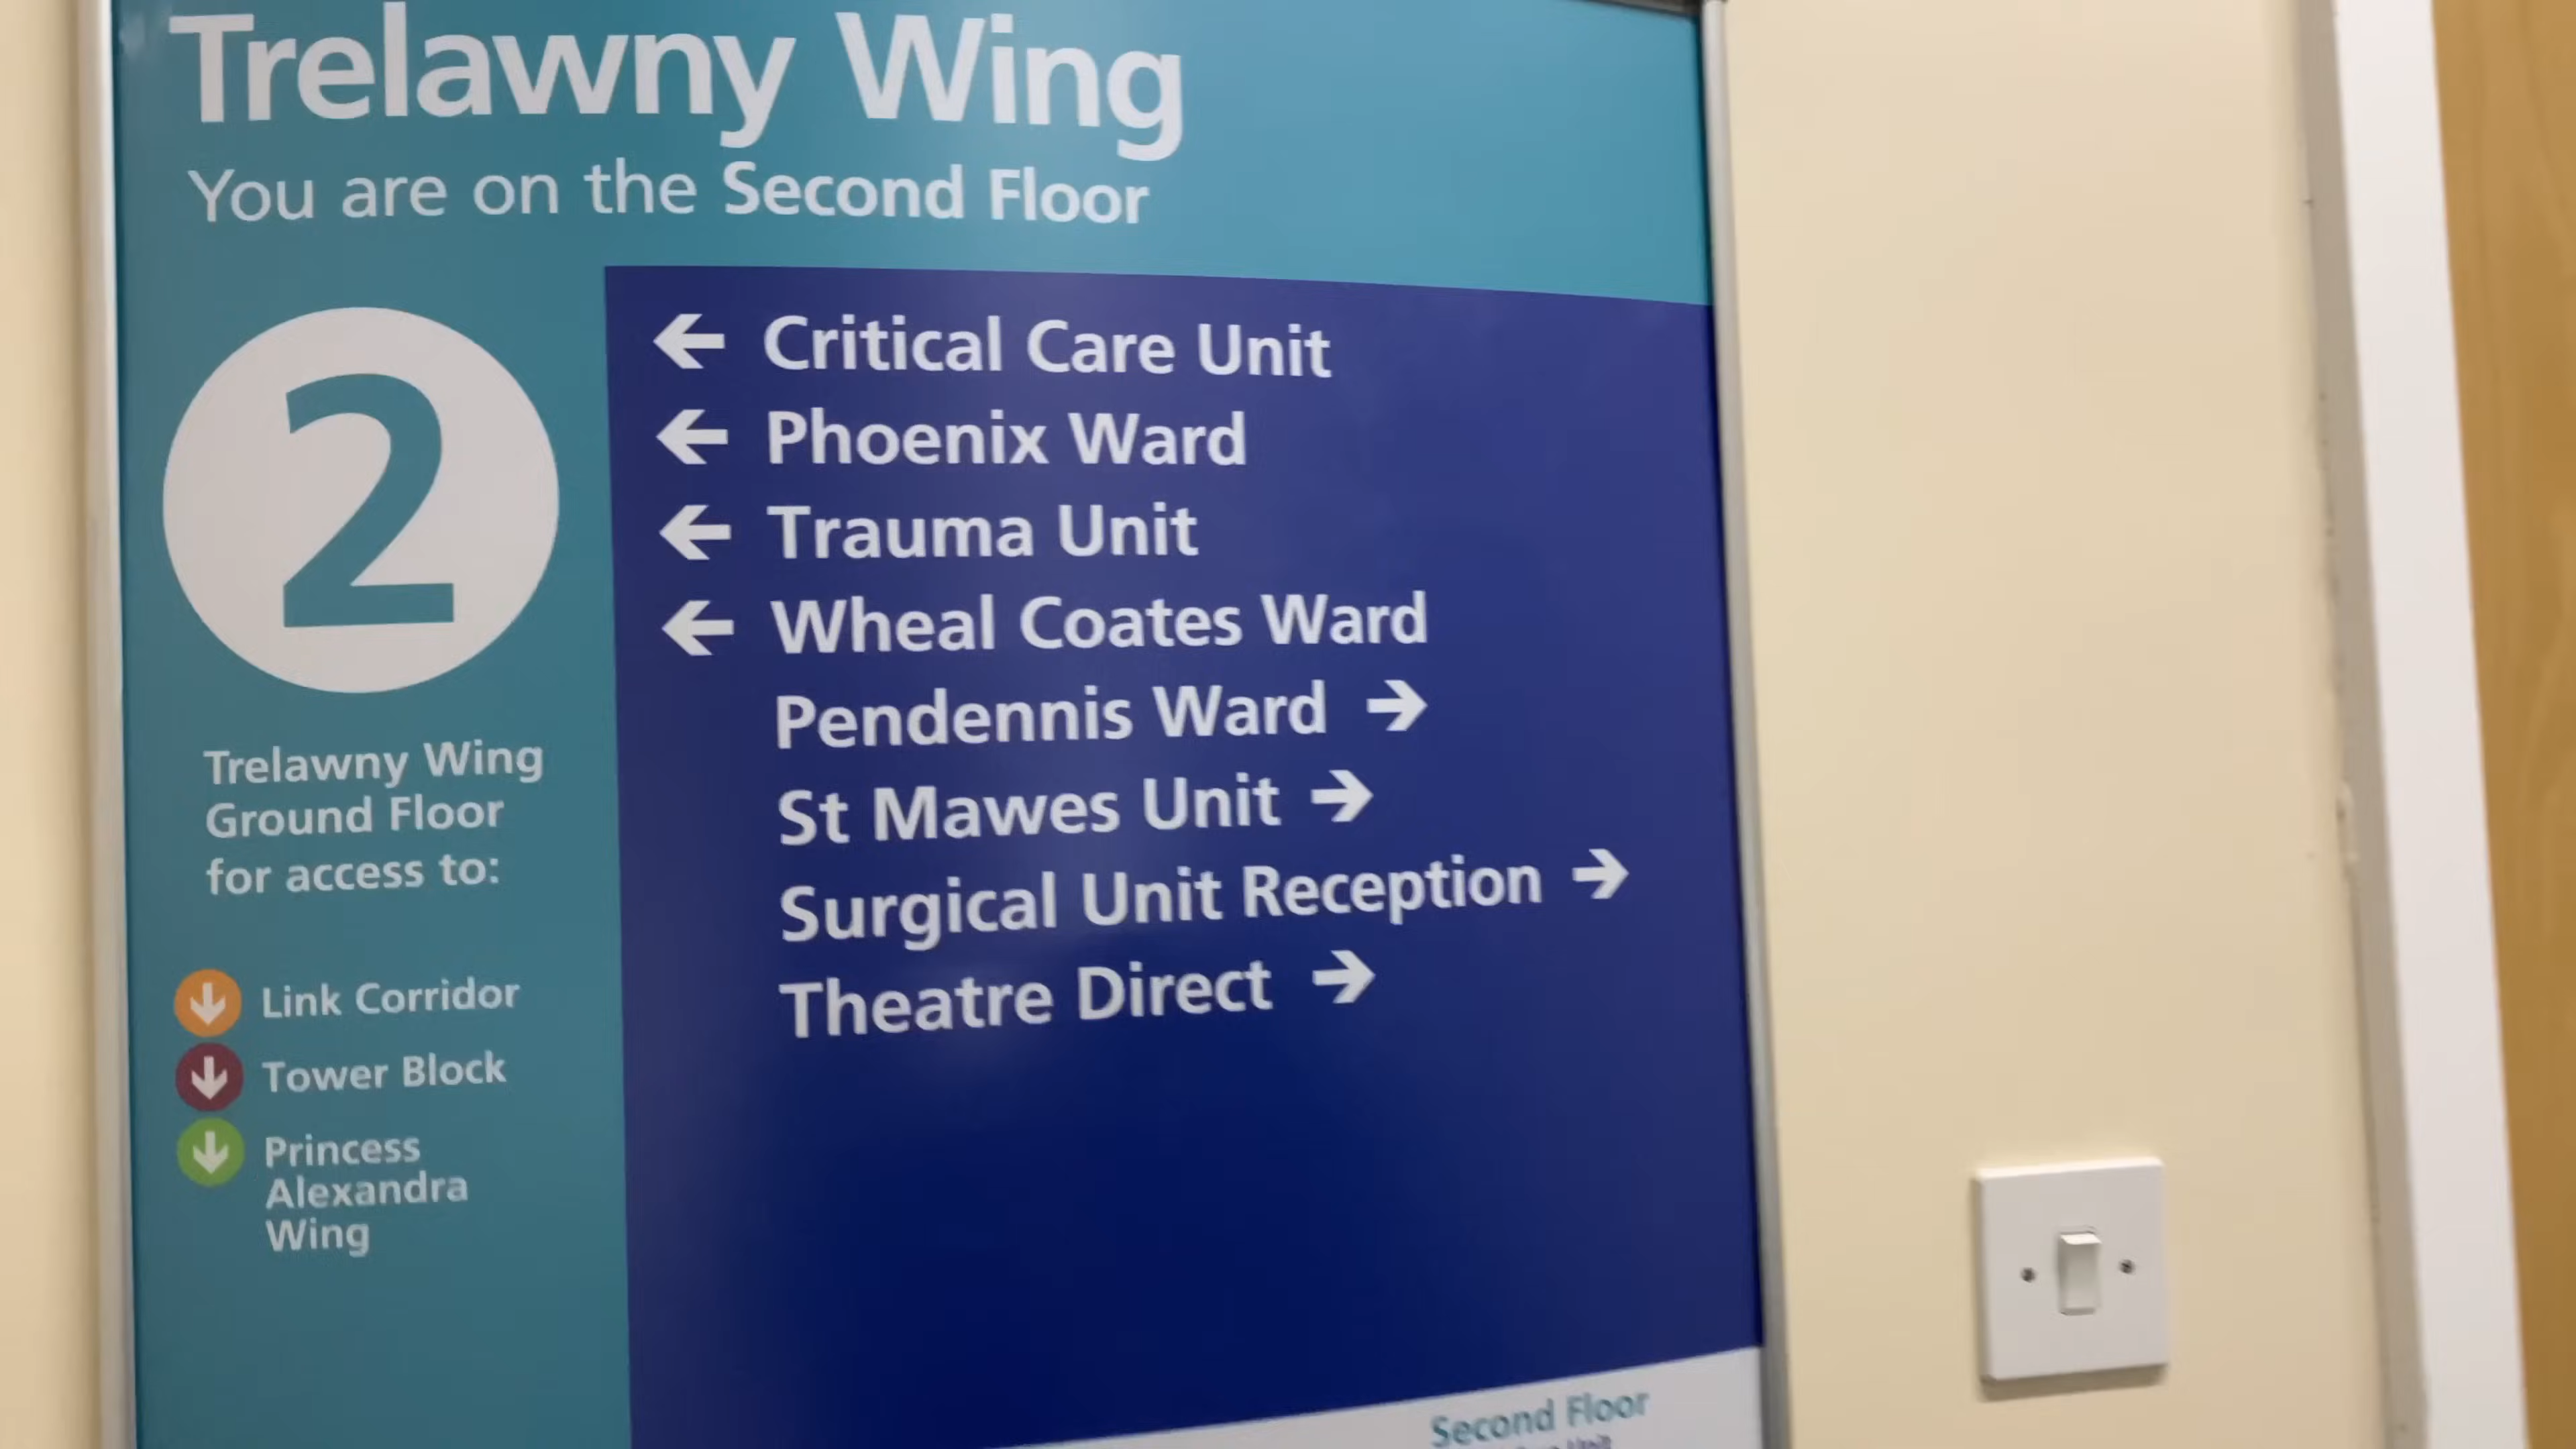 Trelawny Wing
You are on the Second Floor
2
Trelawny Wing
Ground Floor
for access to:
Link Corridor
Tower Block
Princess
Alexandra
Wing
← Critical Care Unit
← Phoenix Ward
← Trauma Unit
← Wheal Coates Ward
Pendennis Ward →
St Mawes Unit →
Surgical Unit Reception →
Theatre Direct →
Second Floor
Unit